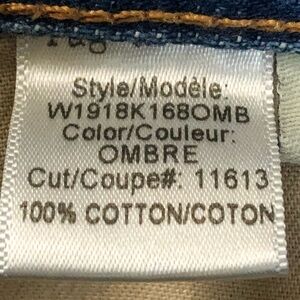 Style/Modèle:
W1918K168OMB
Color/Couleur:
OMBRE
Cut/Coupe#: 11613
100% COTTON/COTON